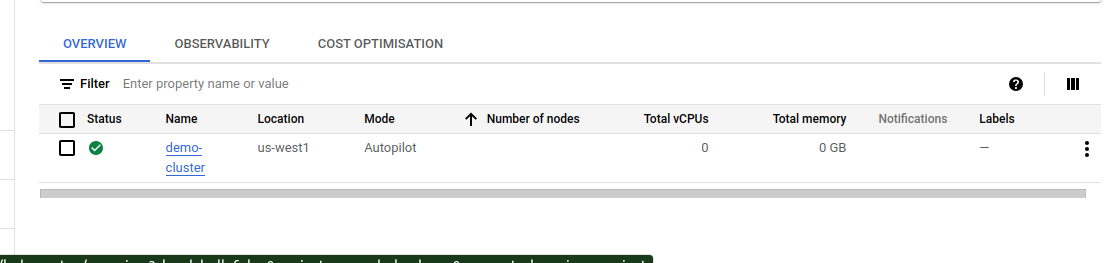 OVERVIEW OBSERVABILITY COST OPTIMISATION
Filter Enter property name or value
Status Name Location Mode Number of nodes Total vCPUs Total memory Notifications Labels
demo- us-west1 Autopilot 0 0 GB —
cluster